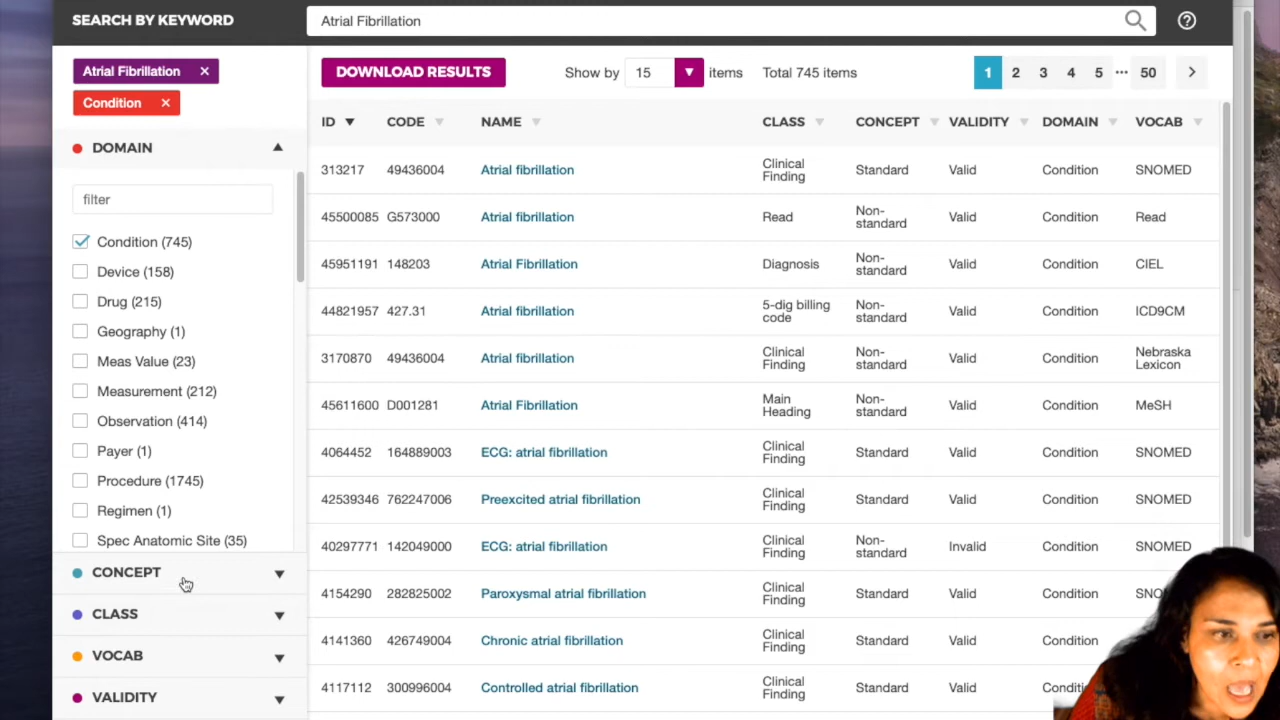 SEARCH BY KEYWORD
Atrial Fibrillation
Atrial Fibrillation ×
Condition ×
DOWNLOAD RESULTS
Show by 15 items Total 745 items
1 2 3 4 5 ... 50 >
DOMAIN
filter
Condition (745)
Device (158)
Drug (215)
Geography (1)
Meas Value (23)
Measurement (212)
Observation (414)
Payer (1)
Procedure (1745)
Regimen (1)
Spec Anatomic Site (35)
CONCEPT
CLASS
VOCAB
VALIDITY
ID CODE NAME CLASS CONCEPT VALIDITY DOMAIN VOCAB
313217 49436004 Atrial fibrillation Clinical Finding Standard Valid Condition SNOMED
45500085 G573000 Atrial fibrillation Read Non-standard Valid Condition Read
45951191 148203 Atrial Fibrillation Diagnosis Non-standard Valid Condition CIEL
44821957 427.31 Atrial fibrillation 5-dig billing code Non-standard Valid Condition ICD9CM
3170870 49436004 Atrial fibrillation Clinical Finding Non-standard Valid Condition Nebraska Lexicon
45611600 D001281 Atrial Fibrillation Main Heading Non-standard Valid Condition MeSH
4064452 164889003 ECG: atrial fibrillation Clinical Finding Standard Valid Condition SNOMED
42539346 762247006 Preexcited atrial fibrillation Clinical Finding Standard Valid Condition SNOMED
40297771 142049000 ECG: atrial fibrillation Clinical Finding Non-standard Invalid Condition SNOMED
4154290 282825002 Paroxysmal atrial fibrillation Clinical Finding Standard Valid Condition
4141360 426749004 Chronic atrial fibrillation Clinical Finding Standard Valid Condition
4117112 300996004 Controlled atrial fibrillation Clinical Finding Standard Valid